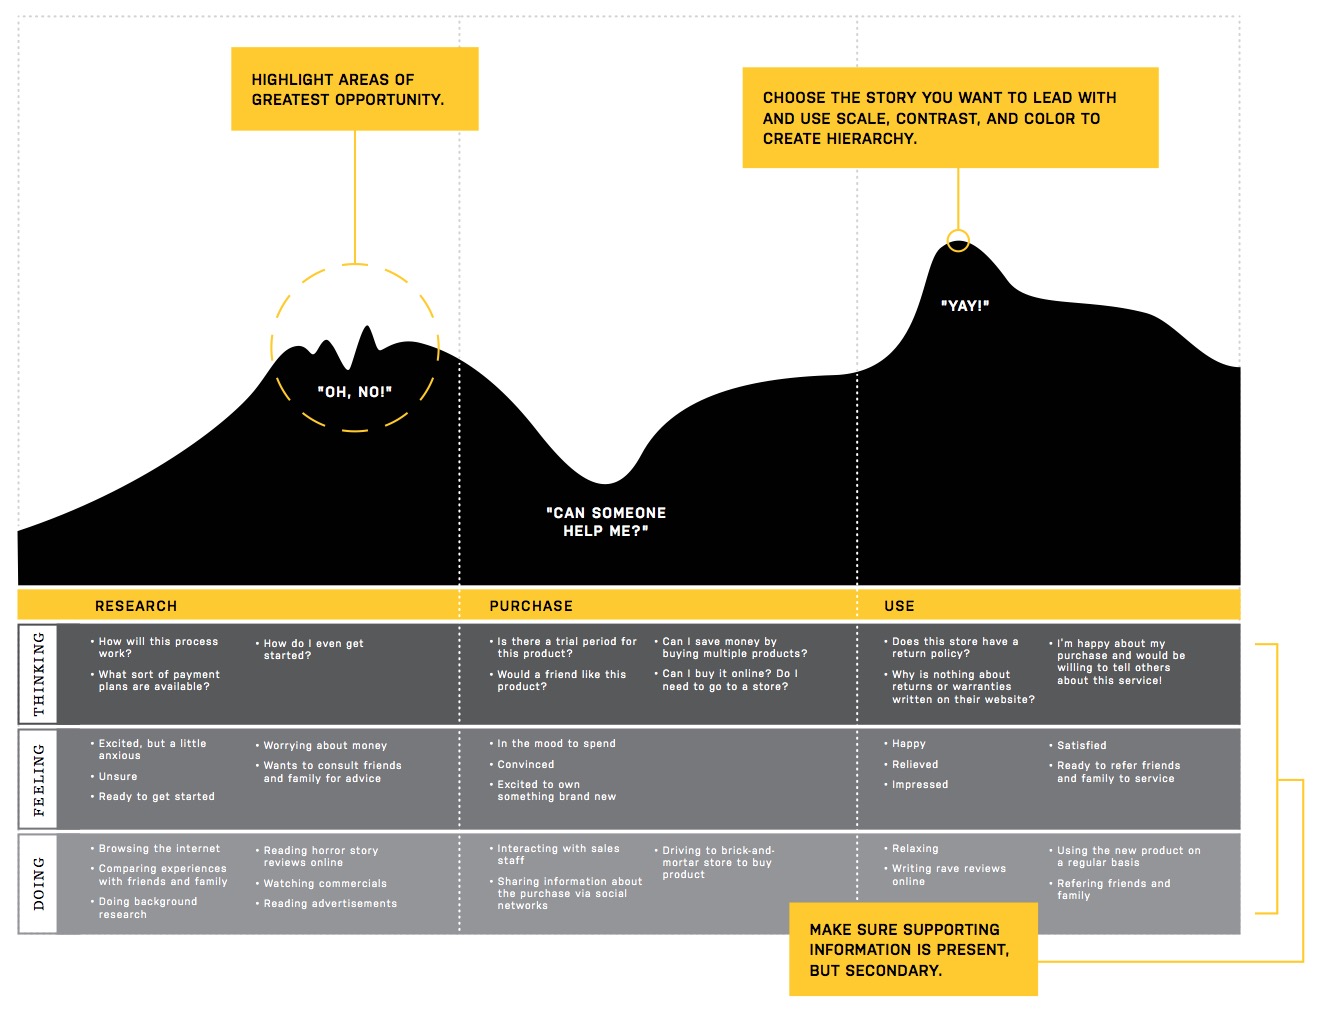 HIGHLIGHT AREAS OF
GREATEST OPPORTUNITY.
CHOOSE THE STORY YOU WANT TO LEAD WITH
AND USE SCALE, CONTRAST, AND COLOR TO
CREATE HIERARCHY.
"OH, NO!"
"CAN SOMEONE
HELP ME?"
"YAY!"
RESEARCH
PURCHASE
USE
THINKING
• How will this process
work?
• What sort of payment
plans are available?
• How do I even get
started?
• Is there a trial period for
this product?
• Would a friend like this
product?
• Can I save money by
buying multiple products?
• Can I buy it online? Do I
need to go to a store?
• Does this store have a
return policy?
• Why is nothing about
returns or warranties
written on their website?
• I'm happy about my
purchase and would be
willing to tell others
about this service!
FEELING
• Excited, but a little
anxious
• Unsure
• Ready to get started
• Worrying about money
• Wants to consult friends
and family for advice
• In the mood to spend
• Convinced
• Excited to own
something brand new
• Happy
• Relieved
• Impressed
• Satisfied
• Ready to refer friends
and family to service
DOING
• Browsing the internet
• Comparing experiences
with friends and family
• Doing background
research
• Reading horror story
reviews online
• Watching commercials
• Reading advertisements
• Interacting with sales
staff
• Sharing information about
the purchase via social
networks
• Driving to brick-and-
mortar store to buy
product
• Relaxing
• Writing rave reviews
online
• Using the new product on
a regular basis
• Refering friends and
family
MAKE SURE SUPPORTING
INFORMATION IS PRESENT,
BUT SECONDARY.